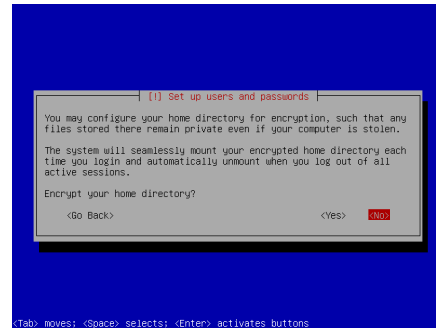 [!] Set up users and passwords
You may configure your home directory for encryption, such that any
files stored there remain private even if your computer is stolen.
The system will seamlessly mount your encrypted home directory each
time you login and automatically unmount when you log out of all
active sessions.
Encrypt your home directory?
<Go Back> <Yes> <No>
<Tab> moves; <Space> selects; <Enter> activates buttons